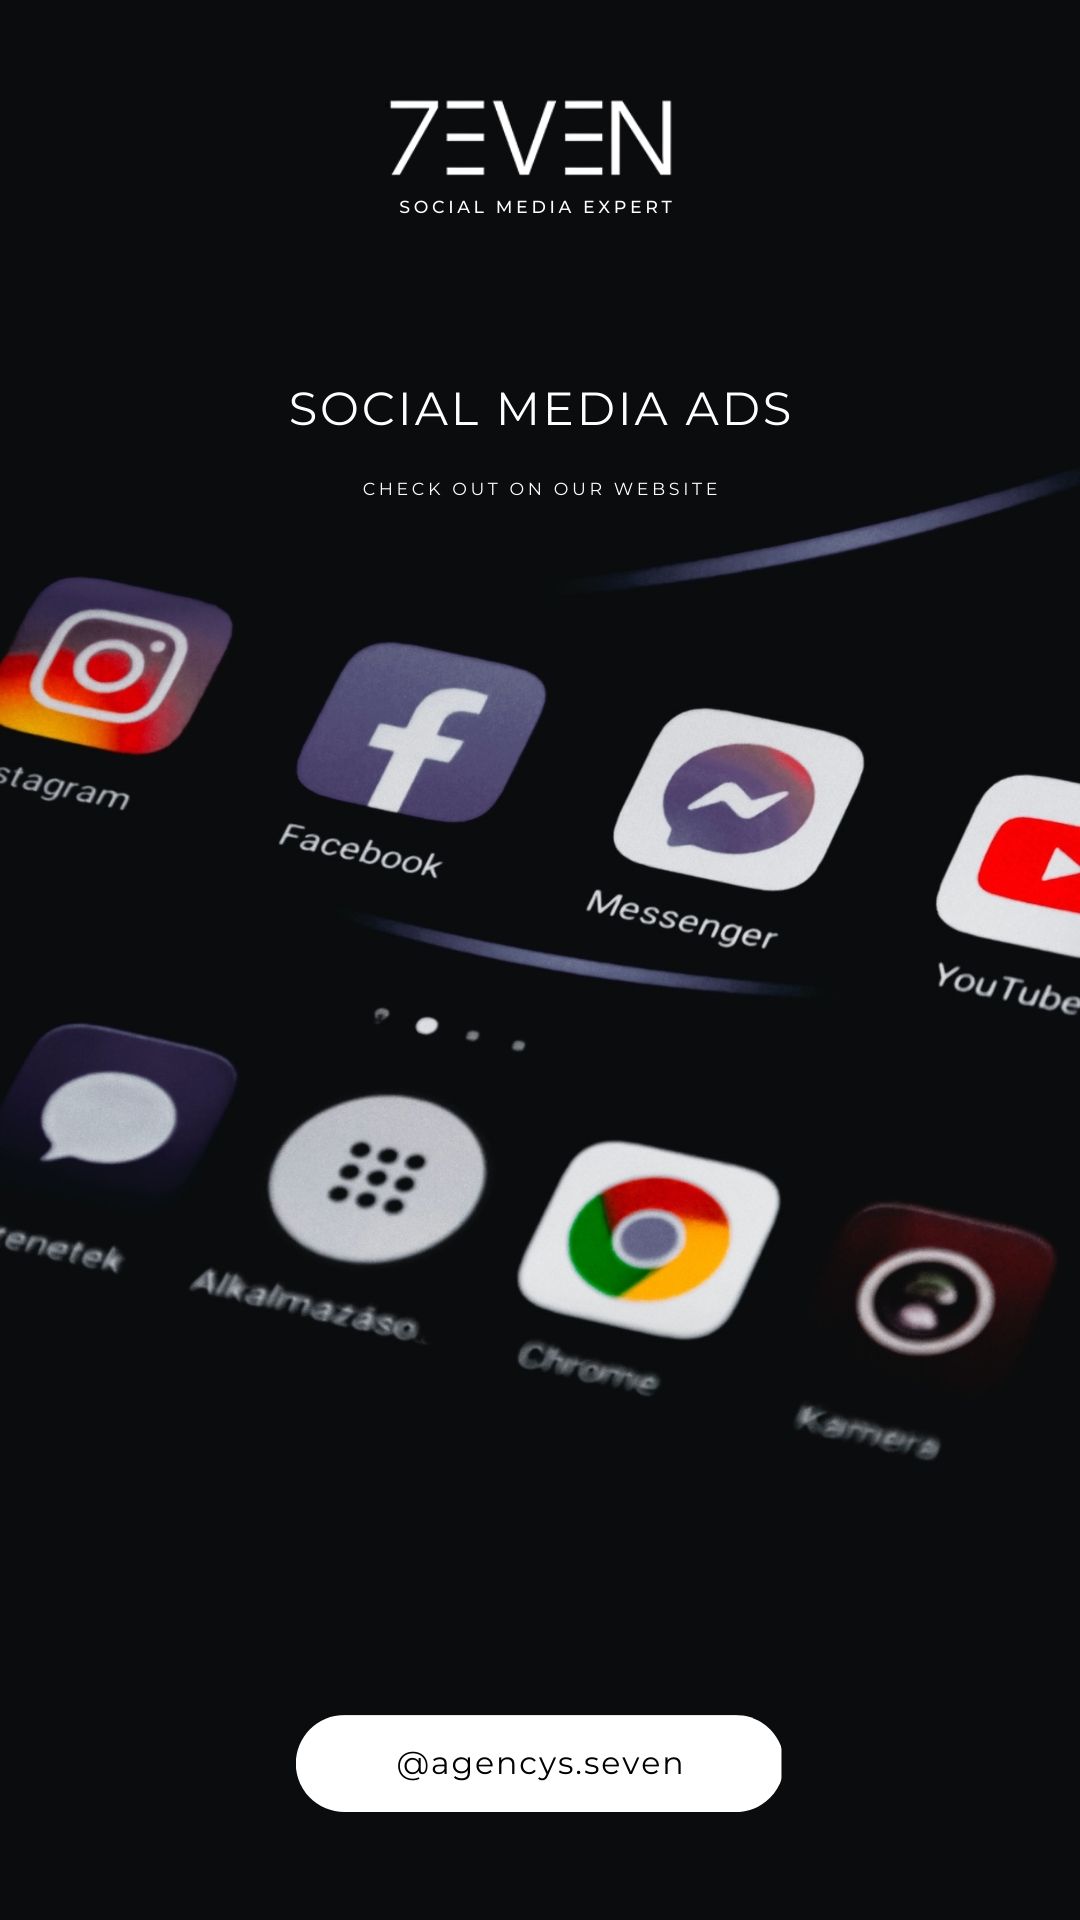 7EVEN
SOCIAL MEDIA EXPERT
SOCIAL MEDIA ADS
CHECK OUT ON OUR WEBSITE
stagram
Facebook
Messenger
YouTube
zenetek
Alkalmazáso..
Chrome
Kamera
@agencys.seven